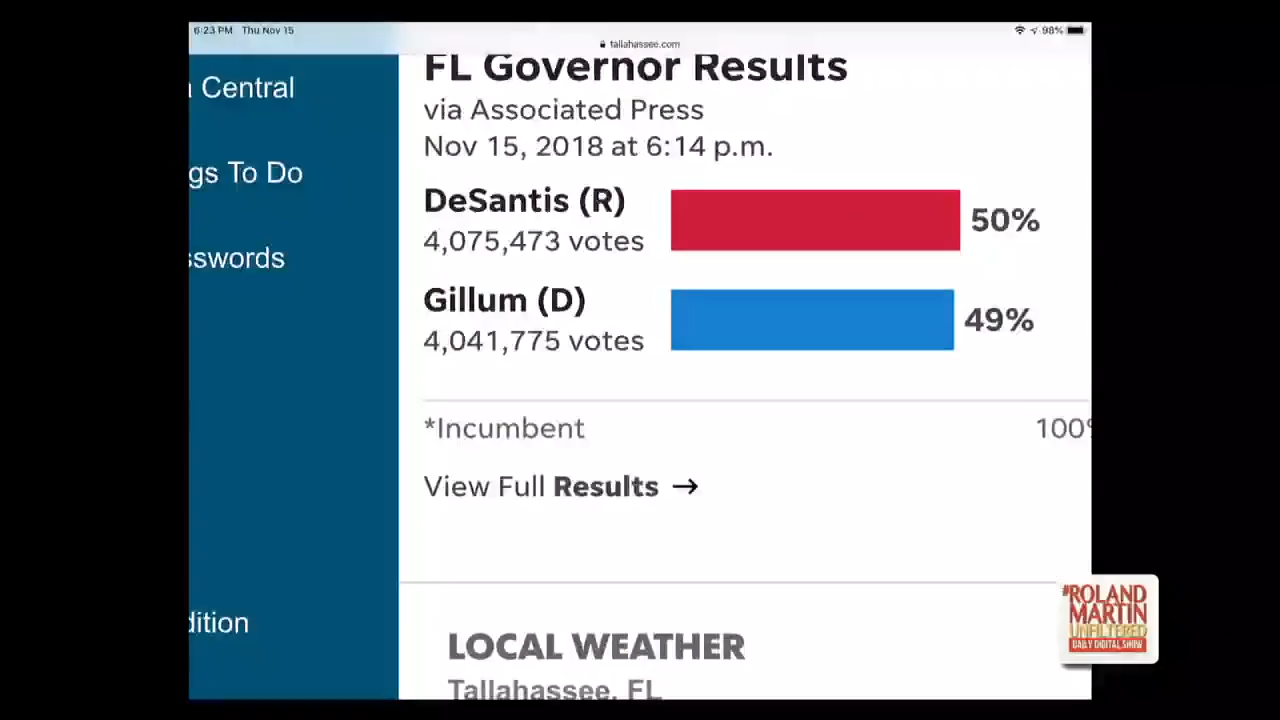 6:23 PM Thu Nov 15
98%
tallahassee.com
Central
gs To Do
swords
dition
FL Governor Results
via Associated Press
Nov 15, 2018 at 6:14 p.m.
DeSantis (R)
50%
4,075,473 votes
Gillum (D)
49%
4,041,775 votes
*Incumbent
100%
View Full Results →
LOCAL WEATHER
Tallahassee, FL
#ROLAND
MARTIN
UNFILTERED
DAILY DIGITAL SHOW